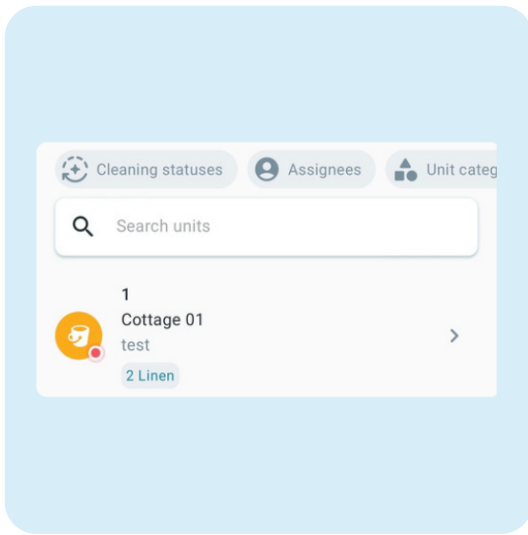 Cleaning statuses Assignees Unit categ
Search units
1
Cottage 01
test
2 Linen